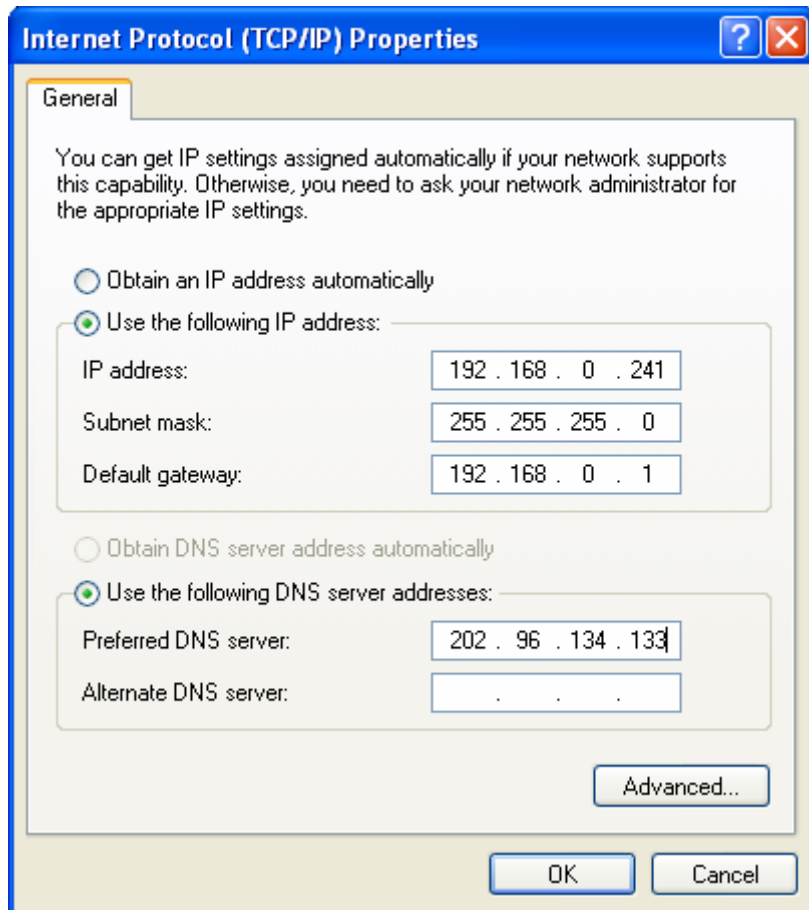 Internet Protocol (TCP/IP) Properties
General
You can get IP settings assigned automatically if your network supports
this capability. Otherwise, you need to ask your network administrator for
the appropriate IP settings.
Obtain an IP address automatically
Use the following IP address:
IP address: 192 . 168 . 0 . 241
Subnet mask: 255 . 255 . 255 . 0
Default gateway: 192 . 168 . 0 . 1
Obtain DNS server address automatically
Use the following DNS server addresses:
Preferred DNS server: 202 . 96 . 134 . 133
Alternate DNS server: . . .
Advanced...
OK Cancel